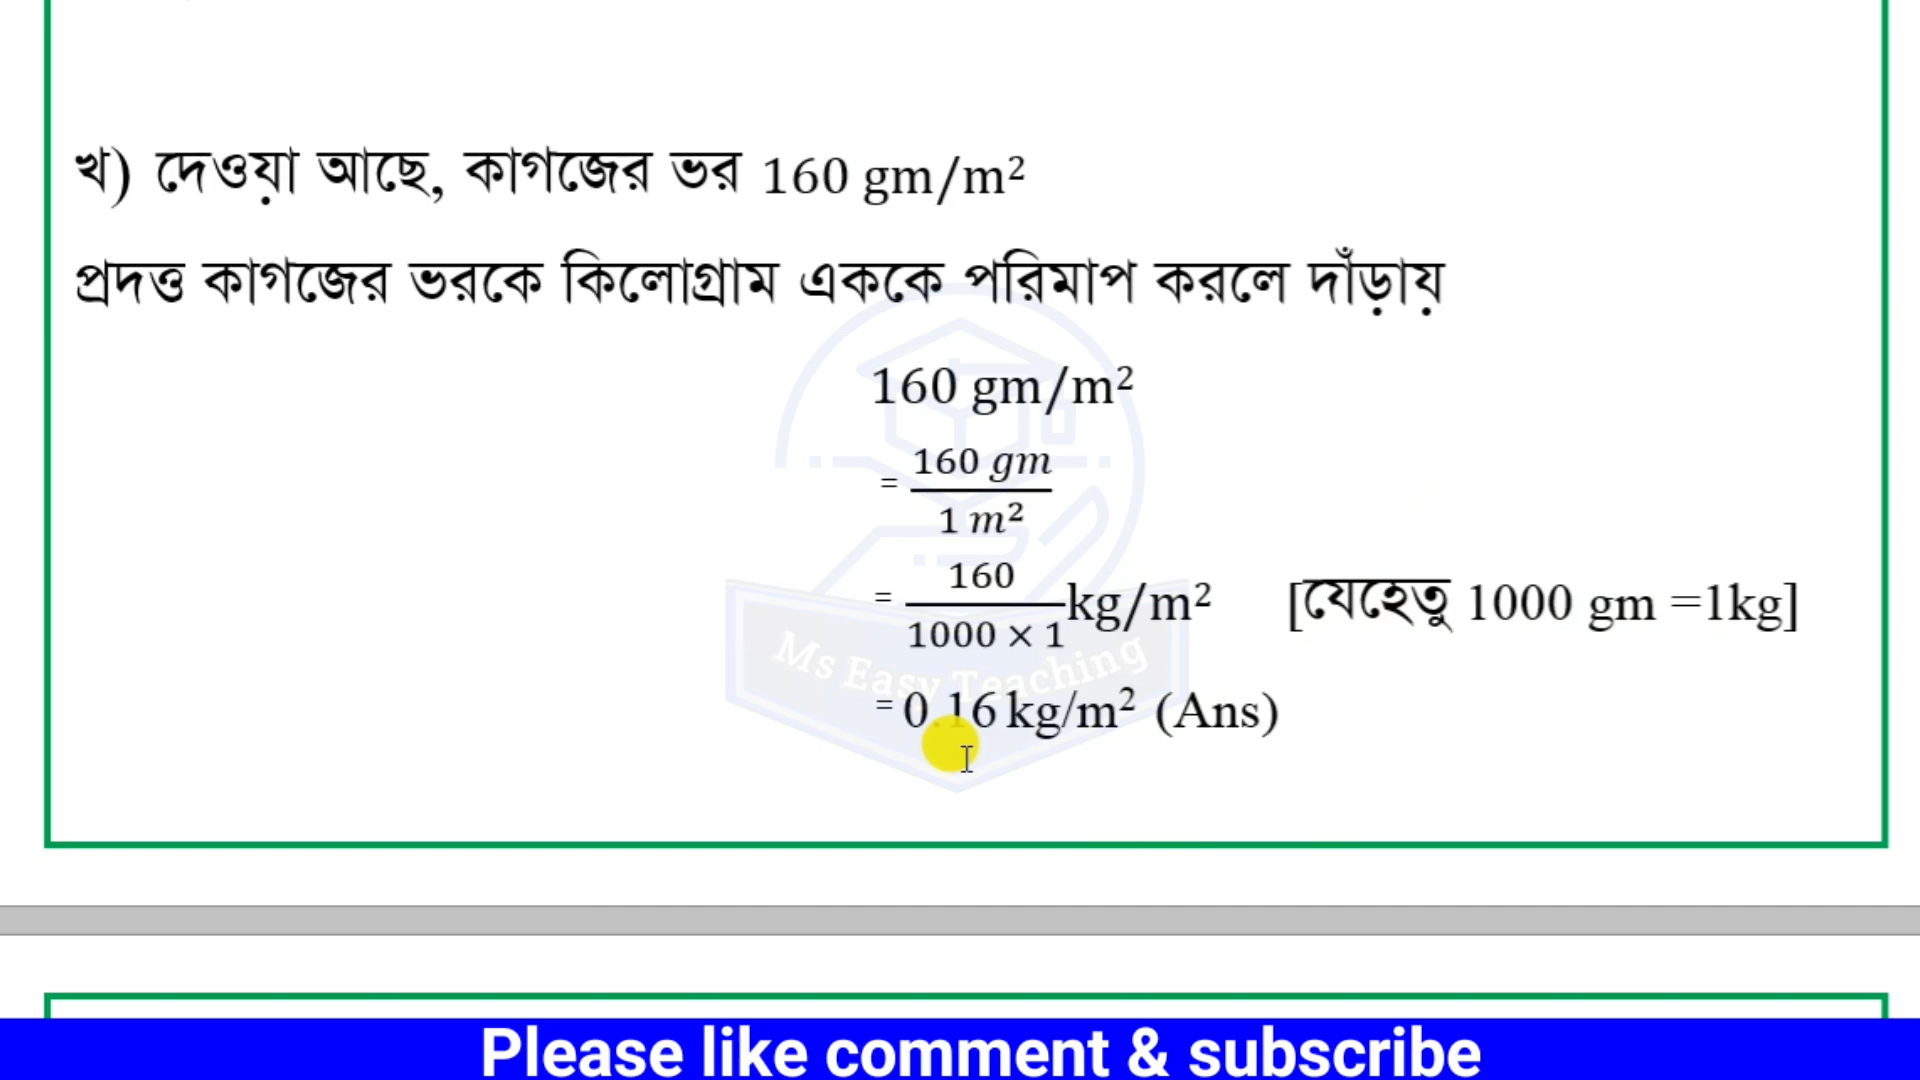 খ) দেওয়া আছে, কাগজের ভর 160 gm/m²
প্রদত্ত কাগজের ভরকে কিলোগ্রাম এককে পরিমাপ করলে দাঁড়ায়
160 gm/m²
= 160 gm / 1 m²
= 160 / 1000 × 1 kg/m² [যেহেতু 1000 gm =1kg]
= 0.16 kg/m² (Ans)
Ms Easy Teaching
Please like comment & subscribe